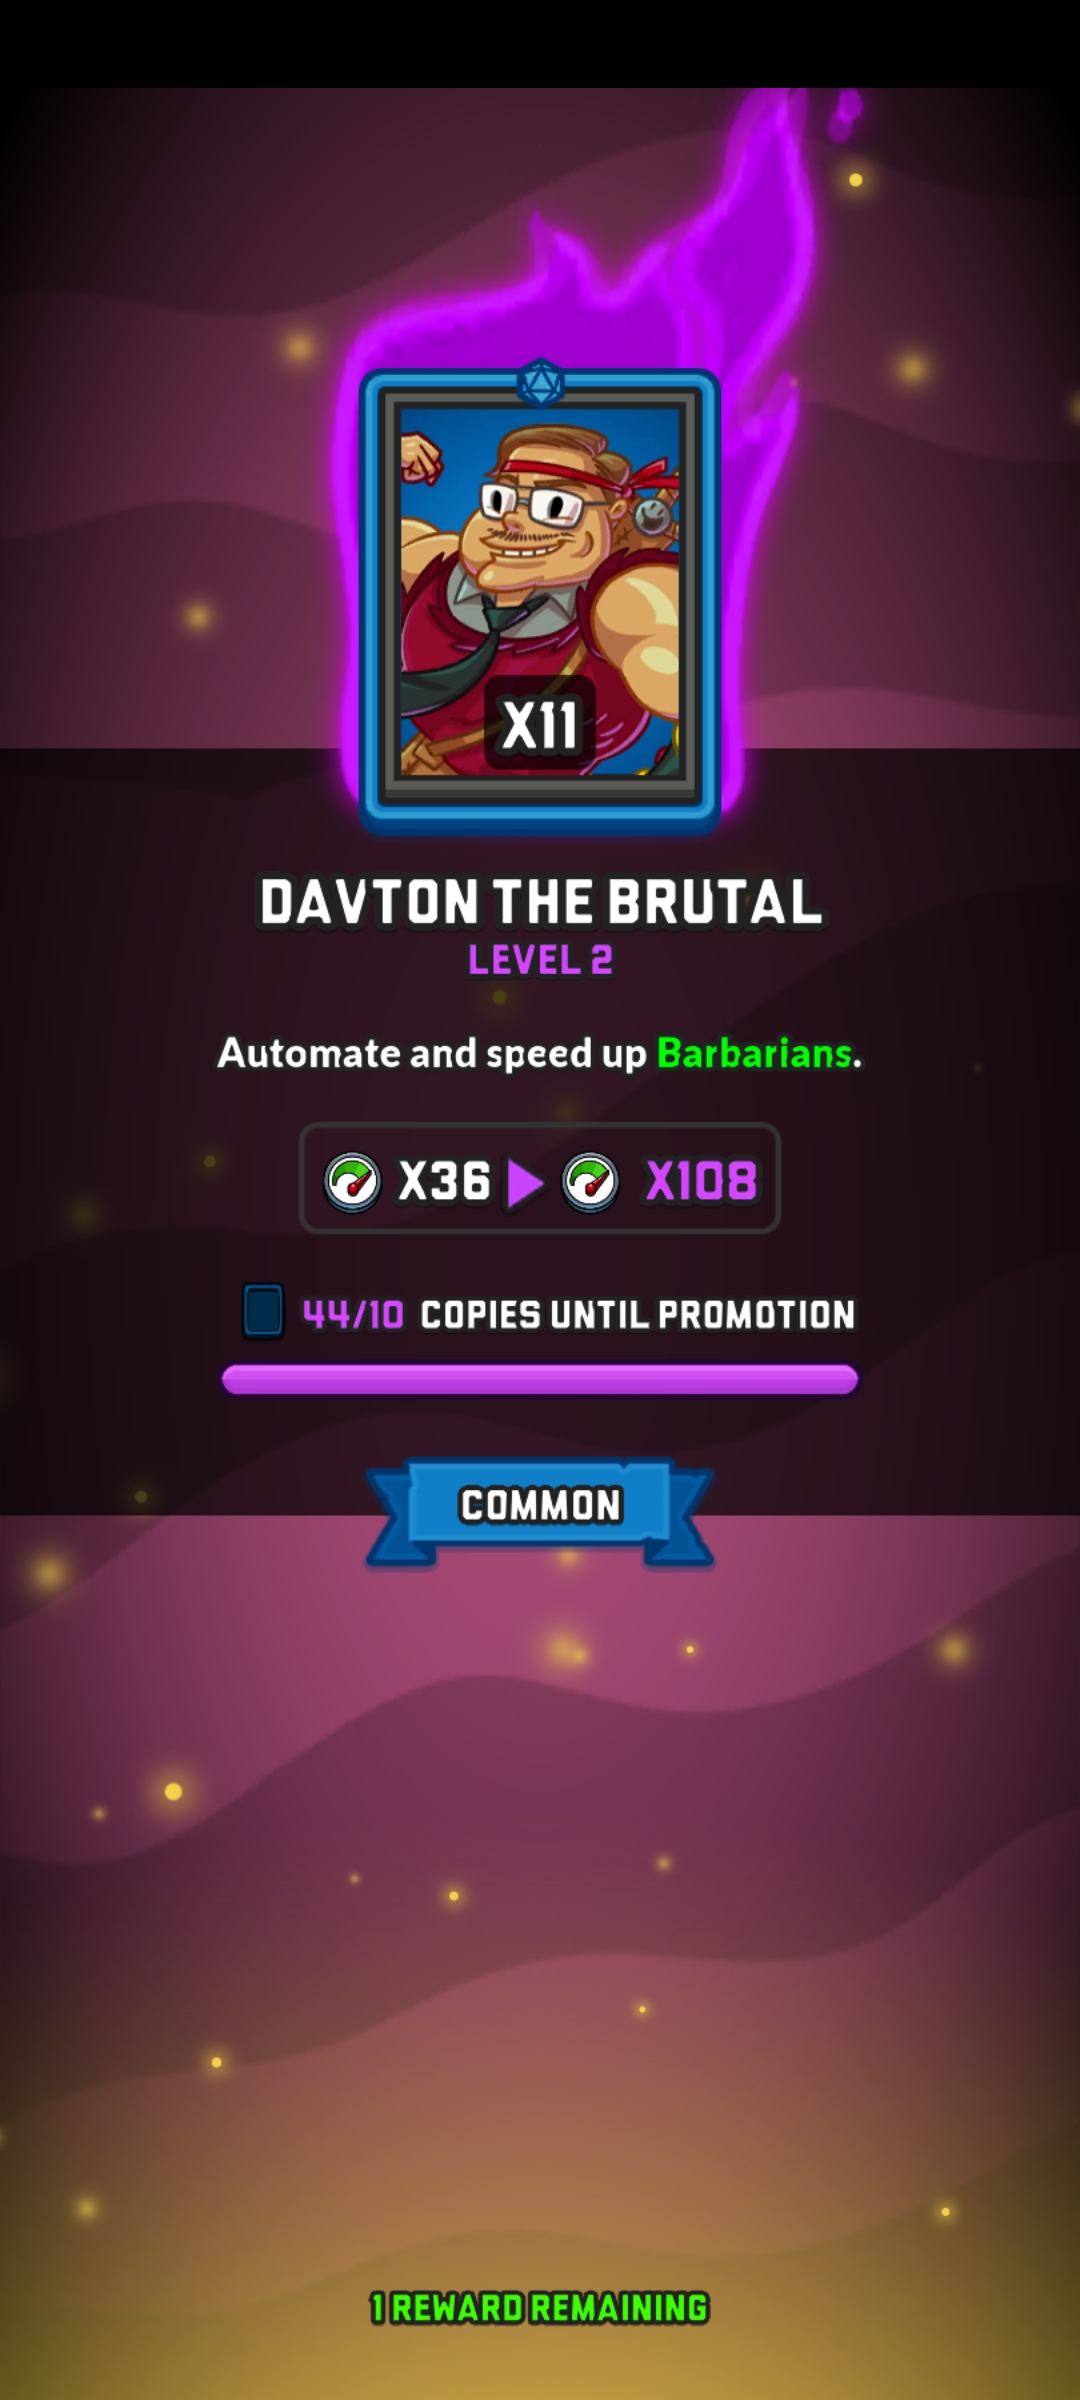 X11
DAVTON THE BRUTAL
LEVEL 2
Automate and speed up Barbarians.
X36 X108
44/10 COPIES UNTIL PROMOTION
COMMON
1 REWARD REMAINING